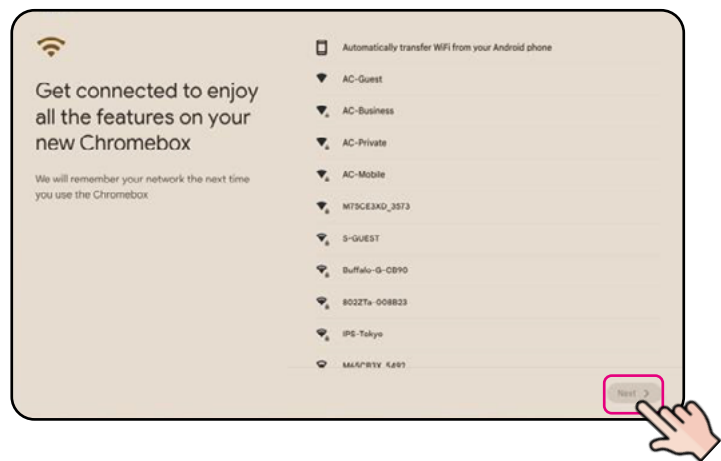 Get connected to enjoy
all the features on your
new Chromebox
We will remember your network the next time
you use the Chromebox
Automatically transfer WiFi from your Android phone
AC-Guest
AC-Business
AC-Private
AC-Mobile
M75CE3XD_3573
S-GUEST
Buffalo-G-CB90
802ZTa-008B23
IPS-Tokyo
Next